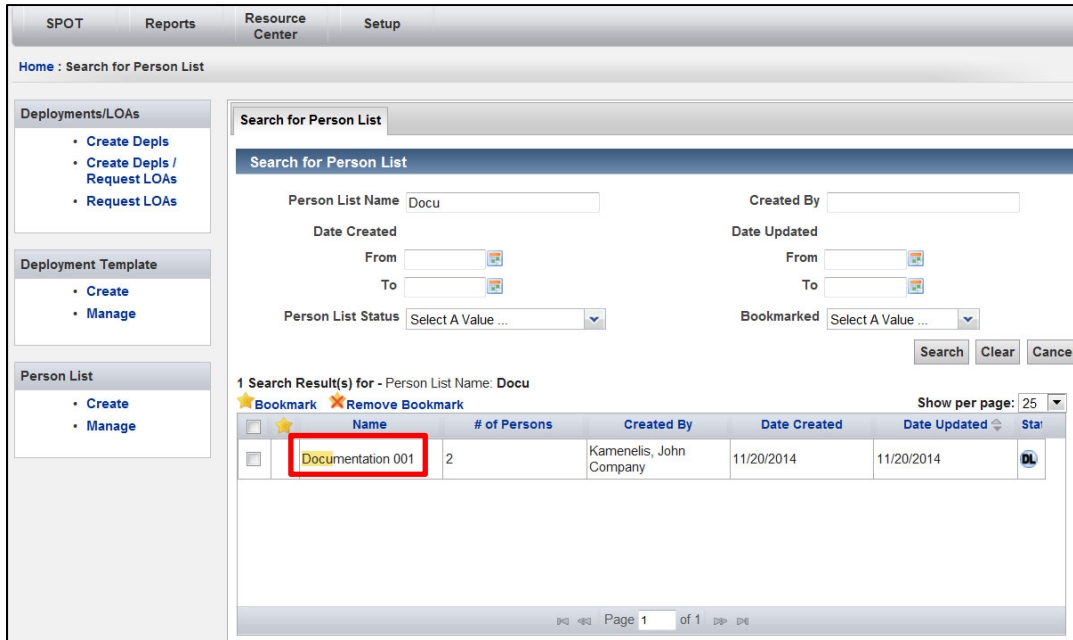 SPOT Reports Resource Center Setup
Home : Search for Person List
Deployments/LOAs
• Create Depls
• Create Depls /
Request LOAs
• Request LOAs
Deployment Template
• Create
• Manage
Person List
• Create
• Manage
Search for Person List
Search for Person List
Person List Name Docu Created By
Date Created Date Updated
From From
To To
Person List Status Select A Value ... Bookmarked Select A Value ...
Search Clear Cance
1 Search Result(s) for - Person List Name: Docu
Bookmark Remove Bookmark Show per page: 25
Name # of Persons Created By Date Created Date Updated Stat
Documentation 001 2 Kamenelis, John Company 11/20/2014 11/20/2014 DL
Page 1 of 1